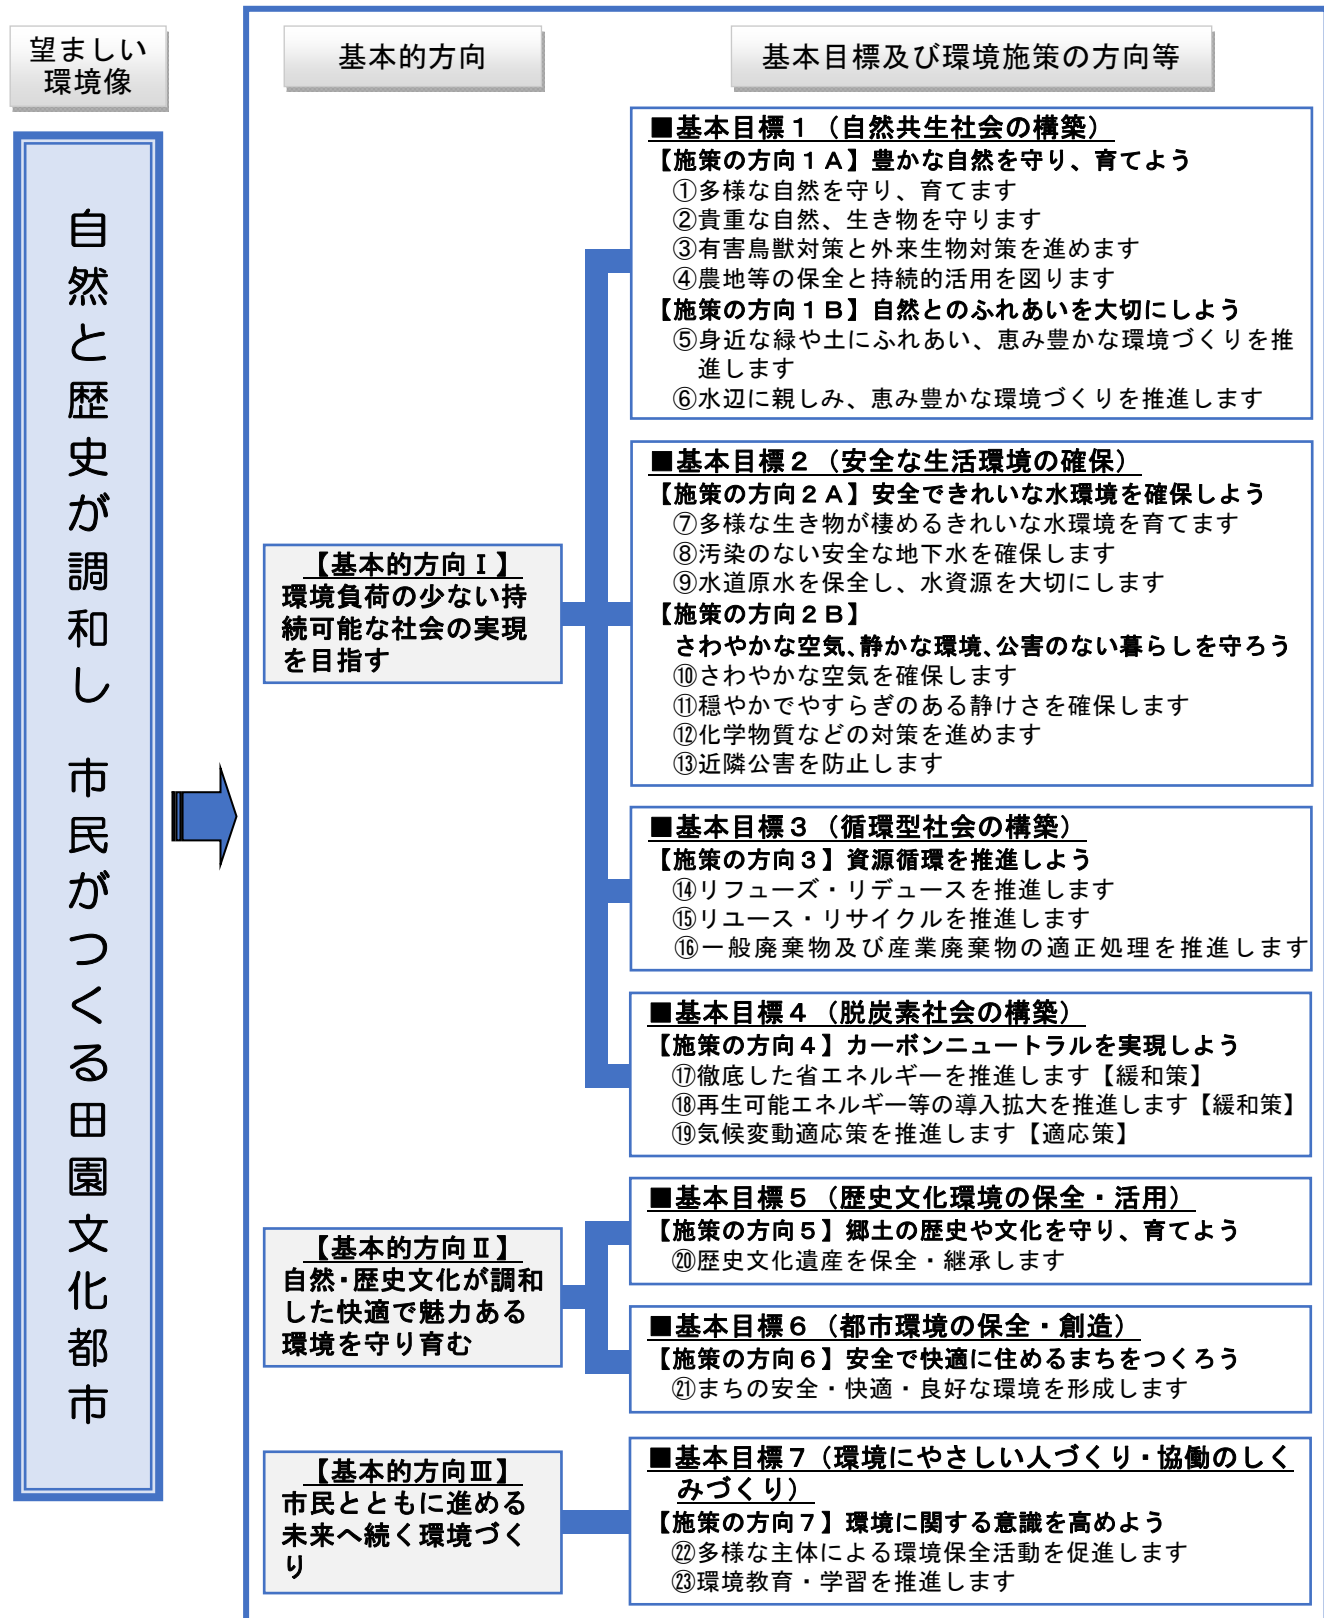 望ましい
環境像
基本的方向
基本目標及び環境施策の方向等
自然と歴史が調和し 市民がつくる田園文化都市
【基本的方向Ⅰ】
環境負荷の少ない持
続可能な社会の実現
を目指す
■基本目標１（自然共生社会の構築）
【施策の方向１Ａ】豊かな自然を守り、育てよう
①多様な自然を守り、育てます
②貴重な自然、生き物を守ります
③有害鳥獣対策と外来生物対策を進めます
④農地等の保全と持続的活用を図ります
【施策の方向１Ｂ】自然とのふれあいを大切にしよう
⑤身近な緑や土にふれあい、恵み豊かな環境づくりを推
進します
⑥水辺に親しみ、恵み豊かな環境づくりを推進します
■基本目標２（安全な生活環境の確保）
【施策の方向２Ａ】安全できれいな水環境を確保しよう
⑦多様な生き物が棲めるきれいな水環境を育てます
⑧汚染のない安全な地下水を確保します
⑨水道原水を保全し、水資源を大切にします
【施策の方向２Ｂ】
さわやかな空気、静かな環境、公害のない暮らしを守ろう
⑩さわやかな空気を確保します
⑪穏やかでやすらぎのある静けさを確保します
⑫化学物質などの対策を進めます
⑬近隣公害を防止します
■基本目標３（循環型社会の構築）
【施策の方向３】資源循環を推進しよう
⑭リフューズ・リデュースを推進します
⑮リユース・リサイクルを推進します
⑯一般廃棄物及び産業廃棄物の適正処理を推進します
■基本目標４（脱炭素社会の構築）
【施策の方向４】カーボンニュートラルを実現しよう
⑰徹底した省エネルギーを推進します【緩和策】
⑱再生可能エネルギー等の導入拡大を推進します【緩和策】
⑲気候変動適応策を推進します【適応策】
【基本的方向Ⅱ】
自然・歴史文化が調和
した快適で魅力ある
環境を守り育む
■基本目標５（歴史文化環境の保全・活用）
【施策の方向５】郷土の歴史や文化を守り、育てよう
⑳歴史文化遺産を保全・継承します
■基本目標６（都市環境の保全・創造）
【施策の方向６】安全で快適に住めるまちをつくろう
㉑まちの安全・快適・良好な環境を形成します
【基本的方向Ⅲ】
市民とともに進める
未来へ続く環境づく
り
■基本目標７（環境にやさしい人づくり・協働のしく
みづくり）
【施策の方向７】環境に関する意識を高めよう
㉒多様な主体による環境保全活動を促進します
㉓環境教育・学習を推進します